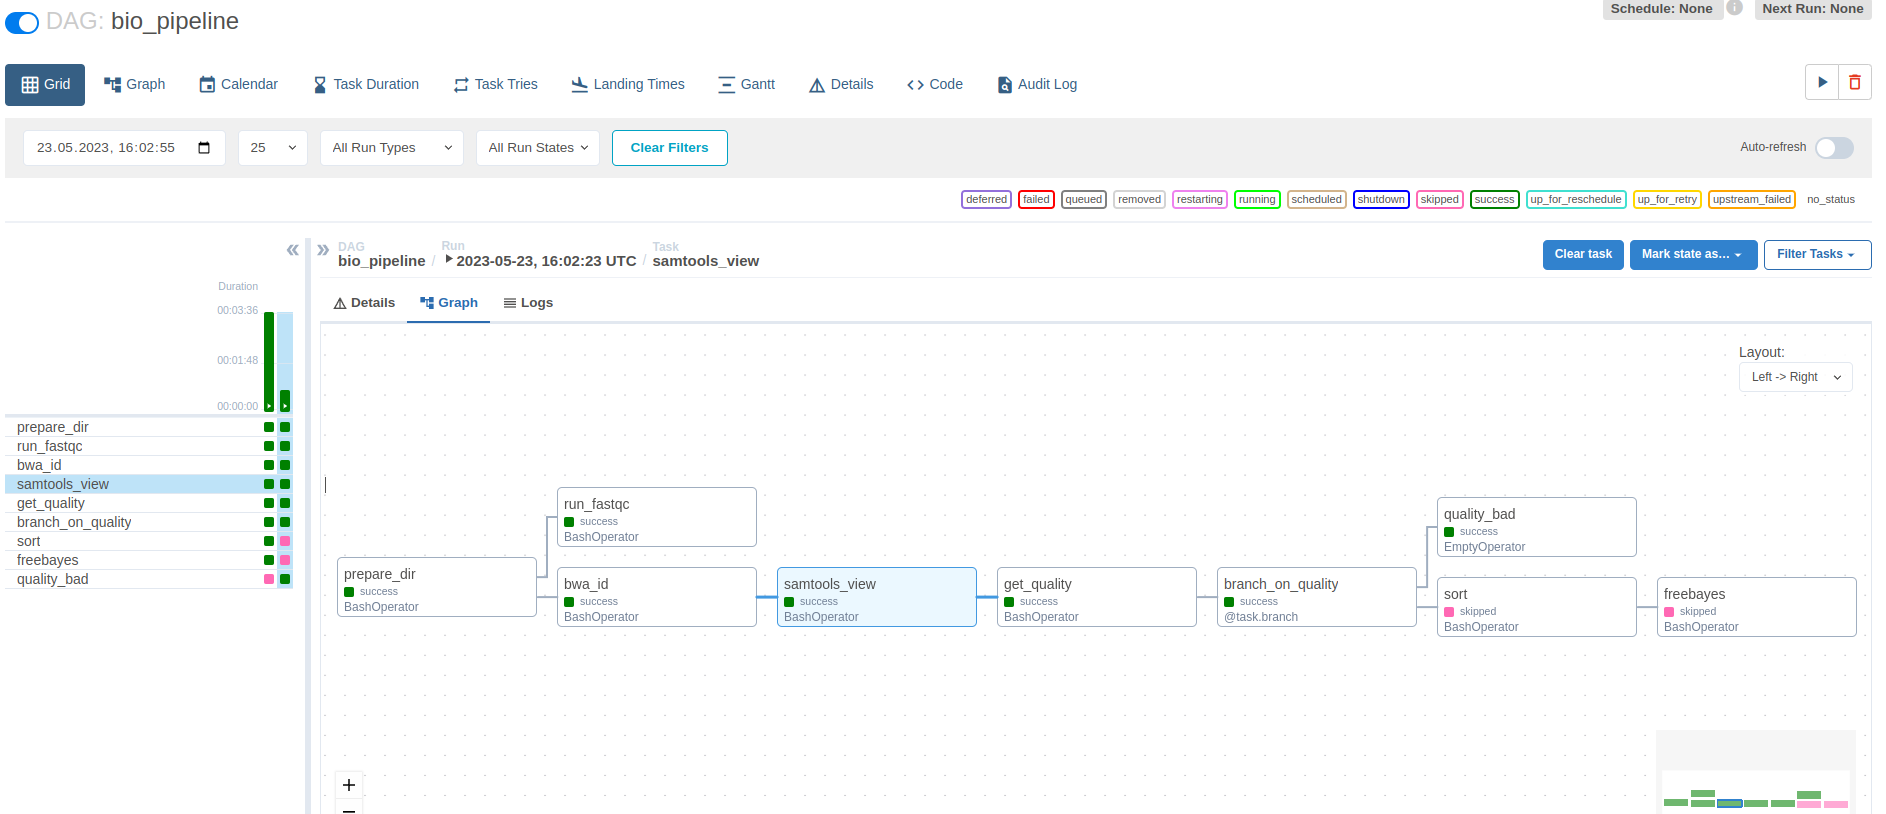 DAG: bio_pipeline
Schedule: None
Next Run: None
Grid
Graph
Calendar
Task Duration
Task Tries
Landing Times
Gantt
Details
Code
Audit Log
23.05.2023, 16:02:55
25
All Run Types
All Run States
Clear Filters
Auto-refresh
deferred
failed
queued
removed
restarting
running
scheduled
shutdown
skipped
success
up_for_reschedule
up_for_retry
upstream_failed
no_status
DAG
bio_pipeline
/
Run
2023-05-23, 16:02:23 UTC
/
Task
samtools_view
Clear task
Mark state as…
Filter Tasks
Duration
00:03:36
00:01:48
00:00:00
prepare_dir
run_fastqc
bwa_id
samtools_view
get_quality
branch_on_quality
sort
freebayes
quality_bad
Details
Graph
Logs
Layout:
Left -> Right
prepare_dir
success
BashOperator
run_fastqc
success
BashOperator
bwa_id
success
BashOperator
samtools_view
success
BashOperator
get_quality
success
BashOperator
branch_on_quality
success
@task.branch
quality_bad
success
EmptyOperator
sort
skipped
BashOperator
freebayes
skipped
BashOperator